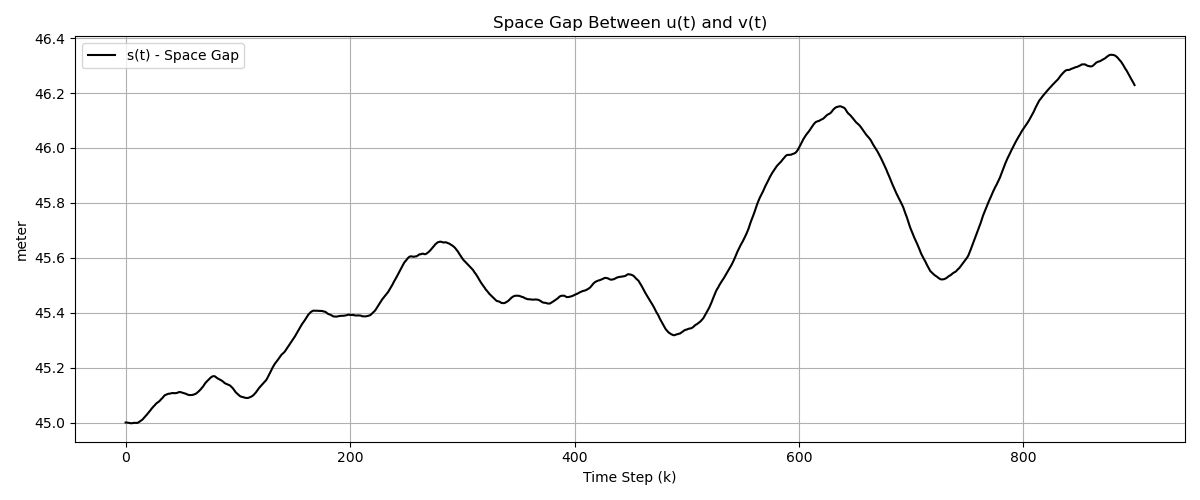 Space Gap Between u(t) and v(t)
s(t) - Space Gap
meter
46.4
46.2
46.0
45.8
45.6
45.4
45.2
45.0
0 200 400 600 800
Time Step (k)